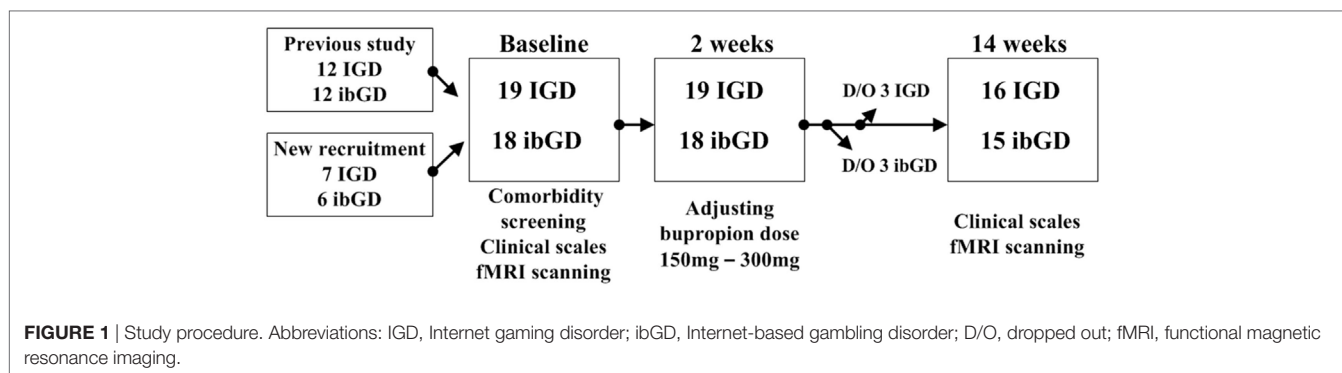 Previous study
12 IGD
12 ibGD
New recruitment
7 IGD
6 ibGD
Baseline
19 IGD
18 ibGD
Comorbidity
screening
Clinical scales
fMRI scanning
2 weeks
19 IGD
18 ibGD
Adjusting
bupropion dose
150mg – 300mg
D/O 3 IGD
D/O 3 ibGD
14 weeks
16 IGD
15 ibGD
Clinical scales
fMRI scanning
FIGURE 1 | Study procedure. Abbreviations: IGD, Internet gaming disorder; ibGD, Internet-based gambling disorder; D/O, dropped out; fMRI, functional magnetic
resonance imaging.